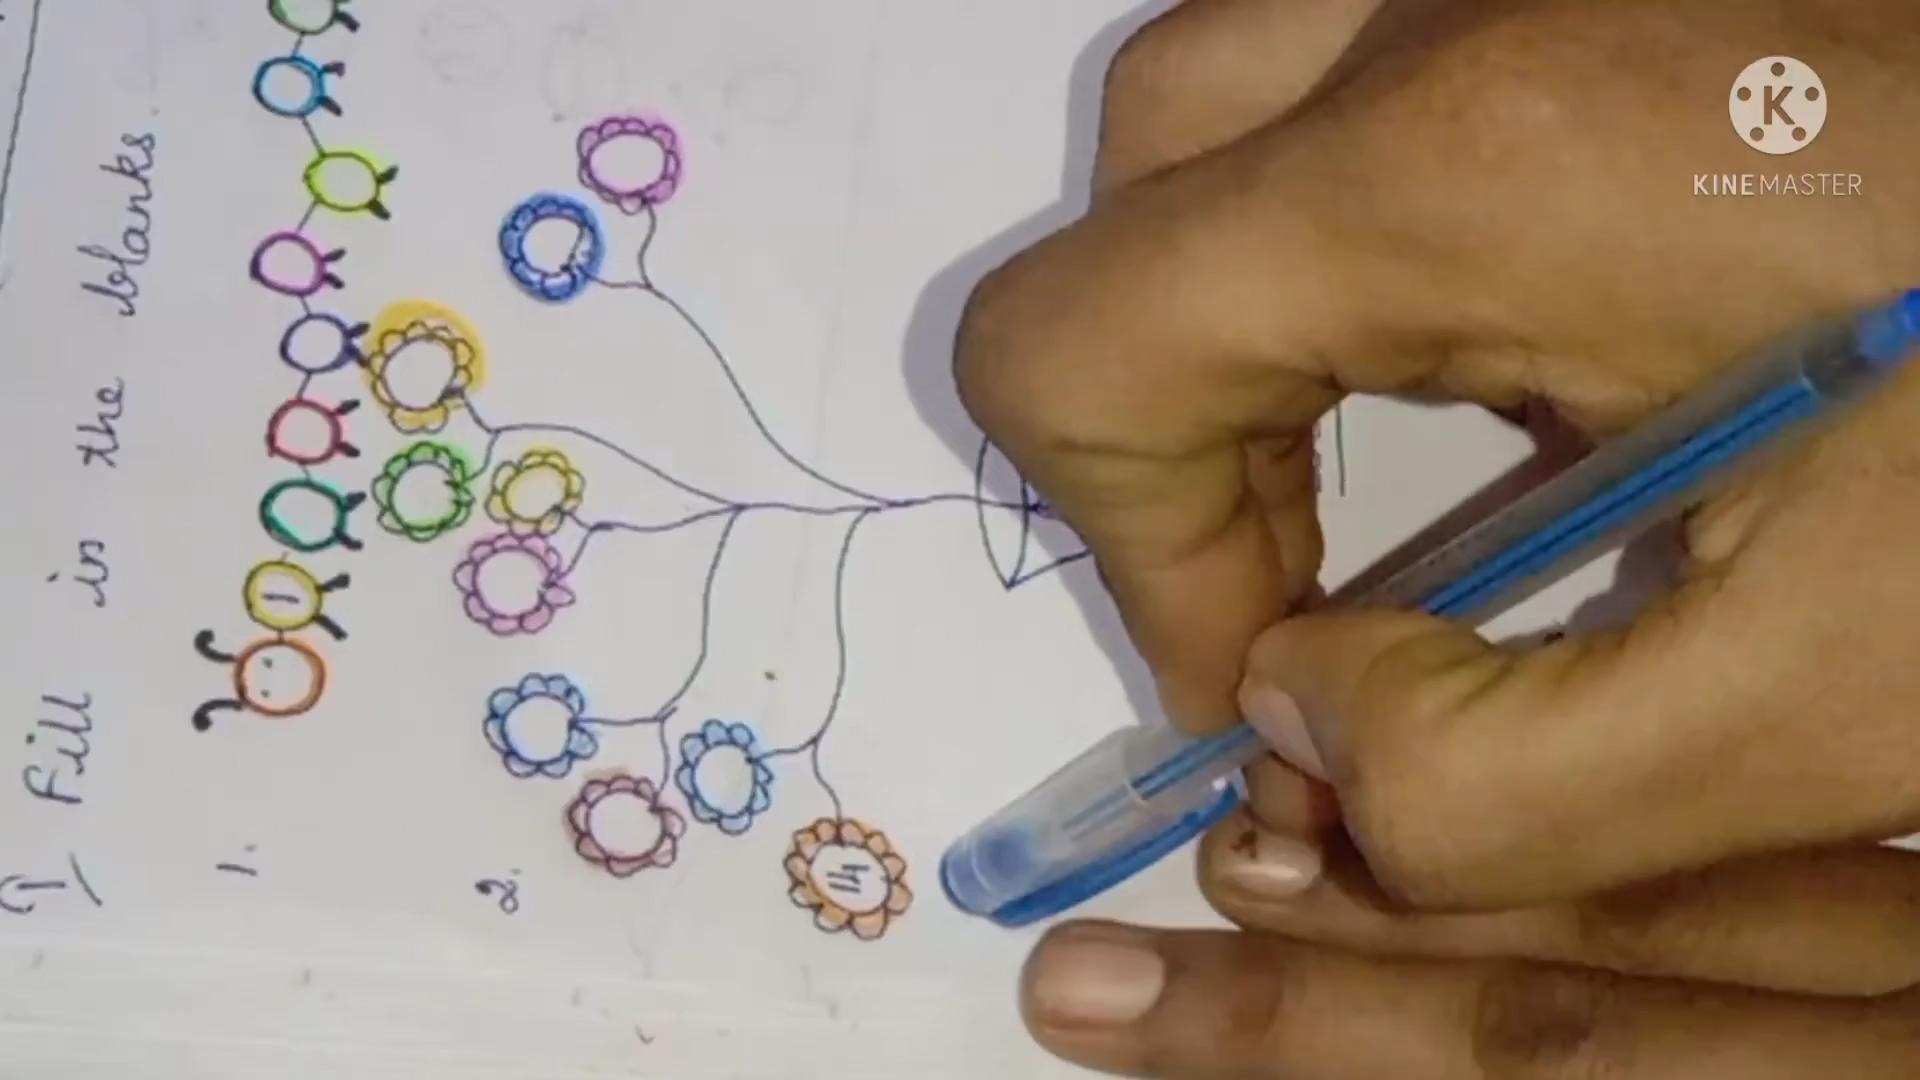 I) Fill in the blanks.
1.
1
2.
14
KINEMASTER